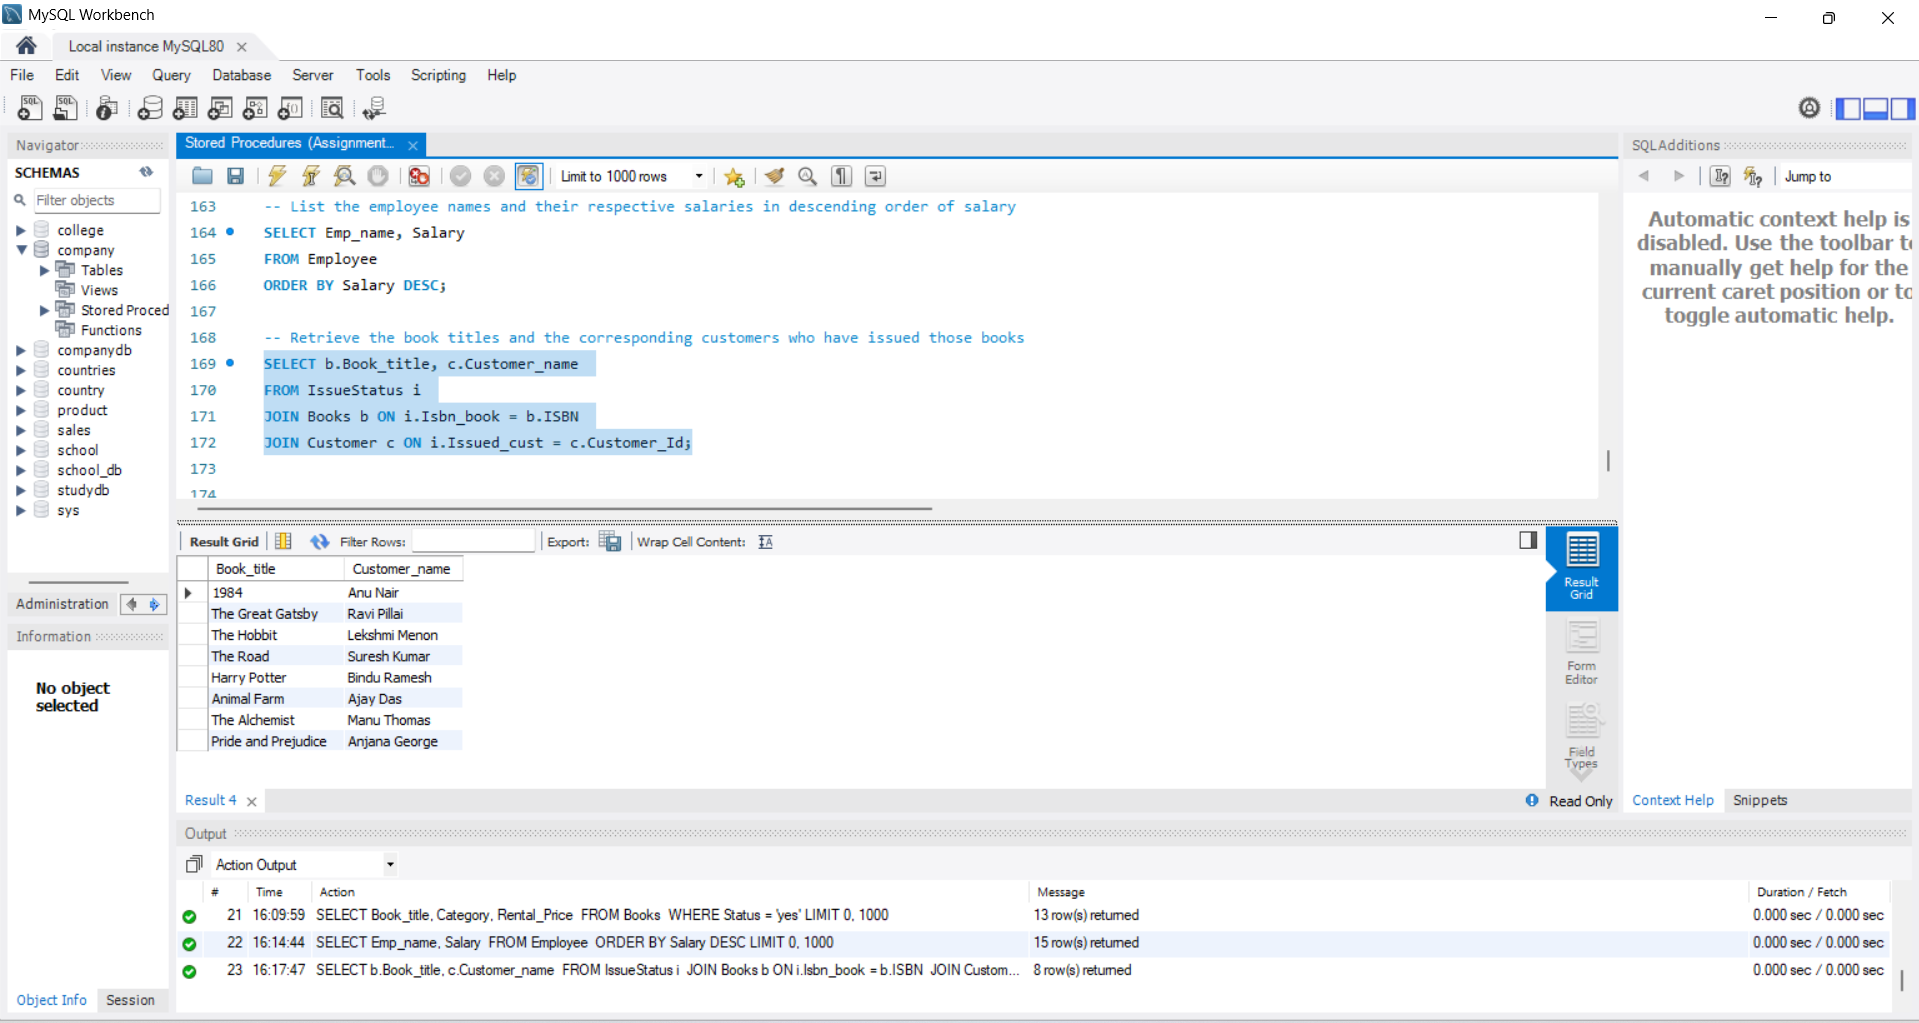 MySQL Workbench
Local instance MySQL80
File Edit View Query Database Server Tools Scripting Help
Navigator
SCHEMAS
Filter objects
college
company
Tables
Views
Stored Proced
Functions
companydb
countries
country
product
sales
school
school_db
studydb
sys
Administration
Information
No object
selected
Object Info Session
Stored Procedures (Assignment...
Limit to 1000 rows
163 -- List the employee names and their respective salaries in descending order of salary
164 SELECT Emp_name, Salary
165 FROM Employee
166 ORDER BY Salary DESC;
167
168 -- Retrieve the book titles and the corresponding customers who have issued those books
169 SELECT b.Book_title, c.Customer_name
170 FROM IssueStatus i
171 JOIN Books b ON i.Isbn_book = b.ISBN
172 JOIN Customer c ON i.Issued_cust = c.Customer_Id;
173
174
Result Grid Filter Rows: Export: Wrap Cell Content:
Book_title Customer_name
1984 Anu Nair
The Great Gatsby Ravi Pillai
The Hobbit Lekshmi Menon
The Road Suresh Kumar
Harry Potter Bindu Ramesh
Animal Farm Ajay Das
The Alchemist Manu Thomas
Pride and Prejudice Anjana George
Result
Grid
Form
Editor
Field
Types
Result 4
Read Only
SQLAdditions
Jump to
Automatic context help is
disabled. Use the toolbar to
manually get help for the
current caret position or to
toggle automatic help.
Context Help Snippets
Output
Action Output
# Time Action Message Duration / Fetch
21 16:09:59 SELECT Book_title, Category, Rental_Price FROM Books WHERE Status = 'yes' LIMIT 0, 1000 13 row(s) returned 0.000 sec / 0.000 sec
22 16:14:44 SELECT Emp_name, Salary FROM Employee ORDER BY Salary DESC LIMIT 0, 1000 15 row(s) returned 0.000 sec / 0.000 sec
23 16:17:47 SELECT b.Book_title, c.Customer_name FROM IssueStatus i JOIN Books b ON i.Isbn_book = b.ISBN JOIN Custom... 8 row(s) returned 0.000 sec / 0.000 sec